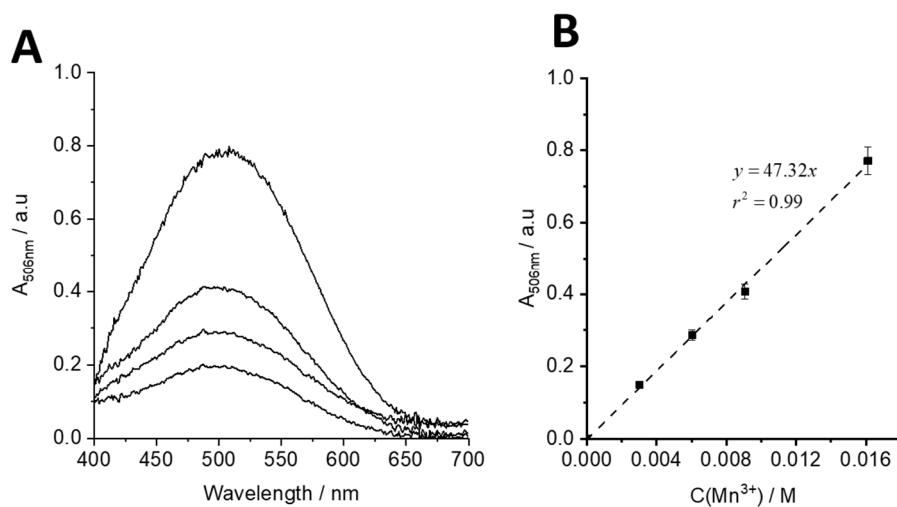 A
1.0
0.8
0.6
0.4
0.2
0.0
A506nm / a.u
400 450 500 550 600 650 700
Wavelength / nm
B
1.0
0.8
0.6
0.4
0.2
0.0
A506nm / a.u
y = 47.32x
r² = 0.99
0.000 0.004 0.008 0.012 0.016
C(Mn³⁺) / M